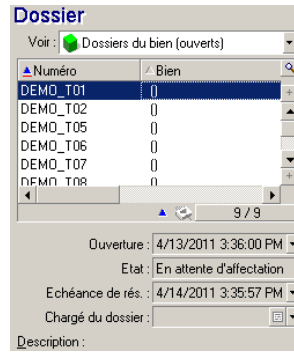 Dossier
Voir : Dossiers du bien (ouverts)
Numéro Bien
DEMO_T01 ()
DEMO_T02 ()
DEMO_T05 ()
DEMO_T06 ()
DEMO_T07 ()
DEMO_T08 ()
9 / 9
Ouverture : 4/13/2011 3:36:00 PM
Etat : En attente d'affectation
Echéance de rés. : 4/14/2011 3:35:57 PM
Chargé du dossier :
Description :